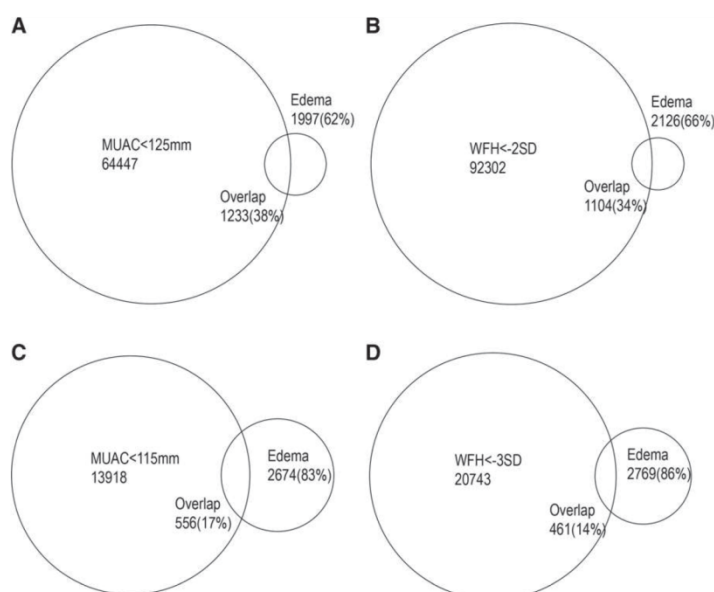 A
MUAC<125mm
64447
Edema
1997(62%)
Overlap
1233(38%)
B
WFH<-2SD
92302
Edema
2126(66%)
Overlap
1104(34%)
C
MUAC<115mm
13918
Edema
2674(83%)
Overlap
556(17%)
D
WFH<-3SD
20743
Edema
2769(86%)
Overlap
461(14%)